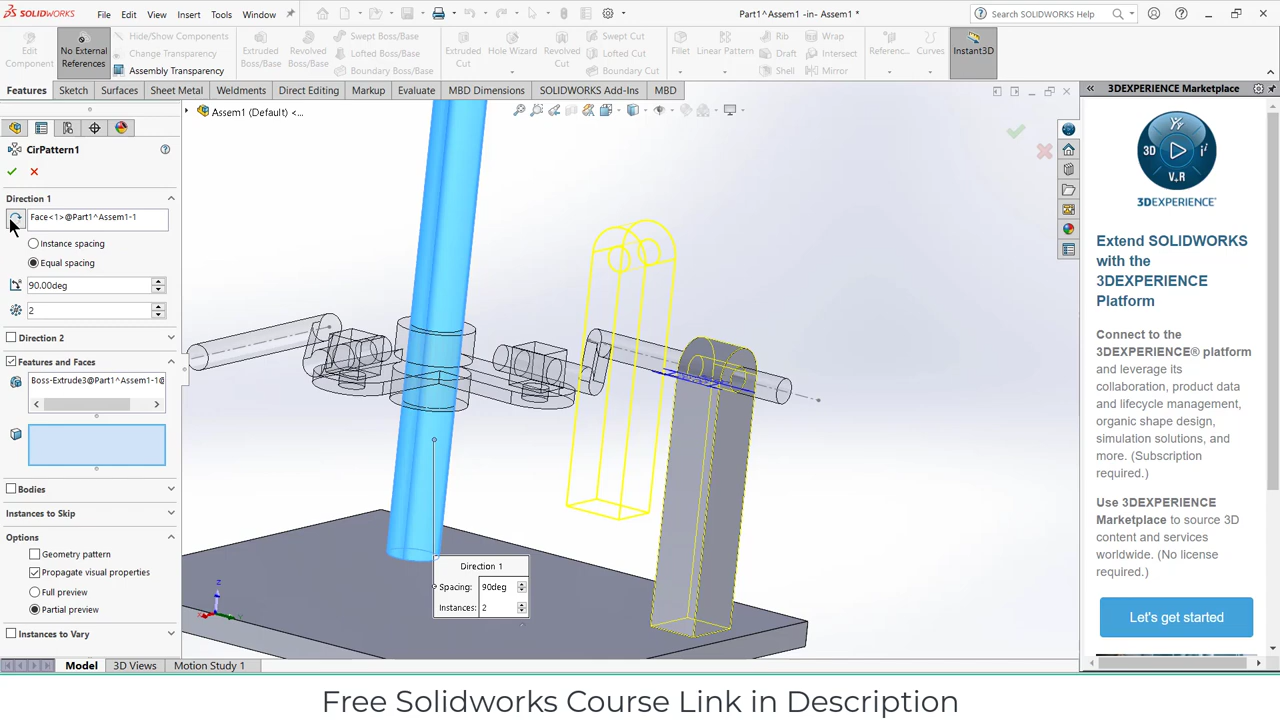 SOLIDWORKS File Edit View Insert Tools Window Part1^Assem1 -in- Assem1 * Search SOLIDWORKS Help
Edit Component
No External References
Hide/Show Components
Change Transparency
Assembly Transparency
Extruded Boss/Base
Revolved Boss/Base
Swept Boss/Base
Lofted Boss/Base
Boundary Boss/Base
Extruded Cut
Hole Wizard
Revolved Cut
Swept Cut
Lofted Cut
Boundary Cut
Fillet
Linear Pattern
Rib
Draft
Shell
Wrap
Intersect
Mirror
Referenc...
Curves
Instant3D
Features Sketch Surfaces Sheet Metal Weldments Direct Editing Markup Evaluate MBD Dimensions SOLIDWORKS Add-Ins MBD
3DEXPERIENCE Marketplace
Assem1 (Default) <...
CirPattern1
Direction 1
Face<1>@Part1^Assem1-1
Instance spacing
Equal spacing
90.00deg
2
Direction 2
Features and Faces
Boss-Extrude3@Part1^Assem1-1@
Bodies
Instances to Skip
Options
Geometry pattern
Propagate visual properties
Full preview
Partial preview
Instances to Vary
Direction 1
Spacing: 90deg
Instances: 2
3D
V+R
3DEXPERIENCE
Extend SOLIDWORKS
with the
3DEXPERIENCE
Platform
Connect to the
3DEXPERIENCE® platform
and leverage its
collaboration, product data
and lifecycle management,
organic shape design,
simulation solutions, and
more. (Subscription
required.)
Use 3DEXPERIENCE
Marketplace to source 3D
content and services
worldwide. (No license
required.)
Let's get started
Model 3D Views Motion Study 1
Free Solidworks Course Link in Description